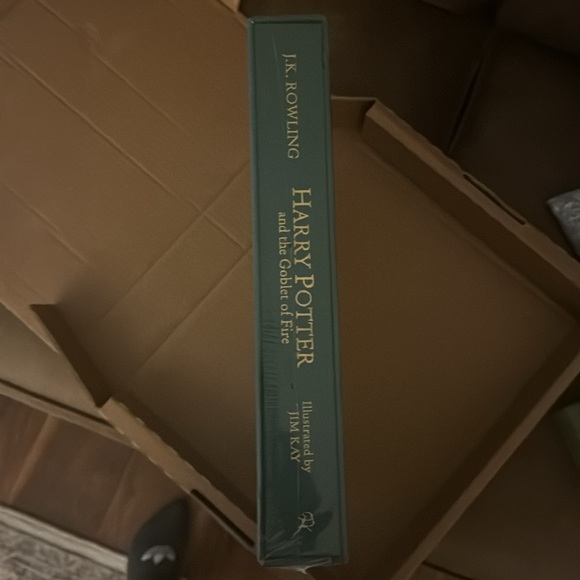 J.K. ROWLING
HARRY POTTER
and the Goblet of Fire
Illustrated by
JIM KAY